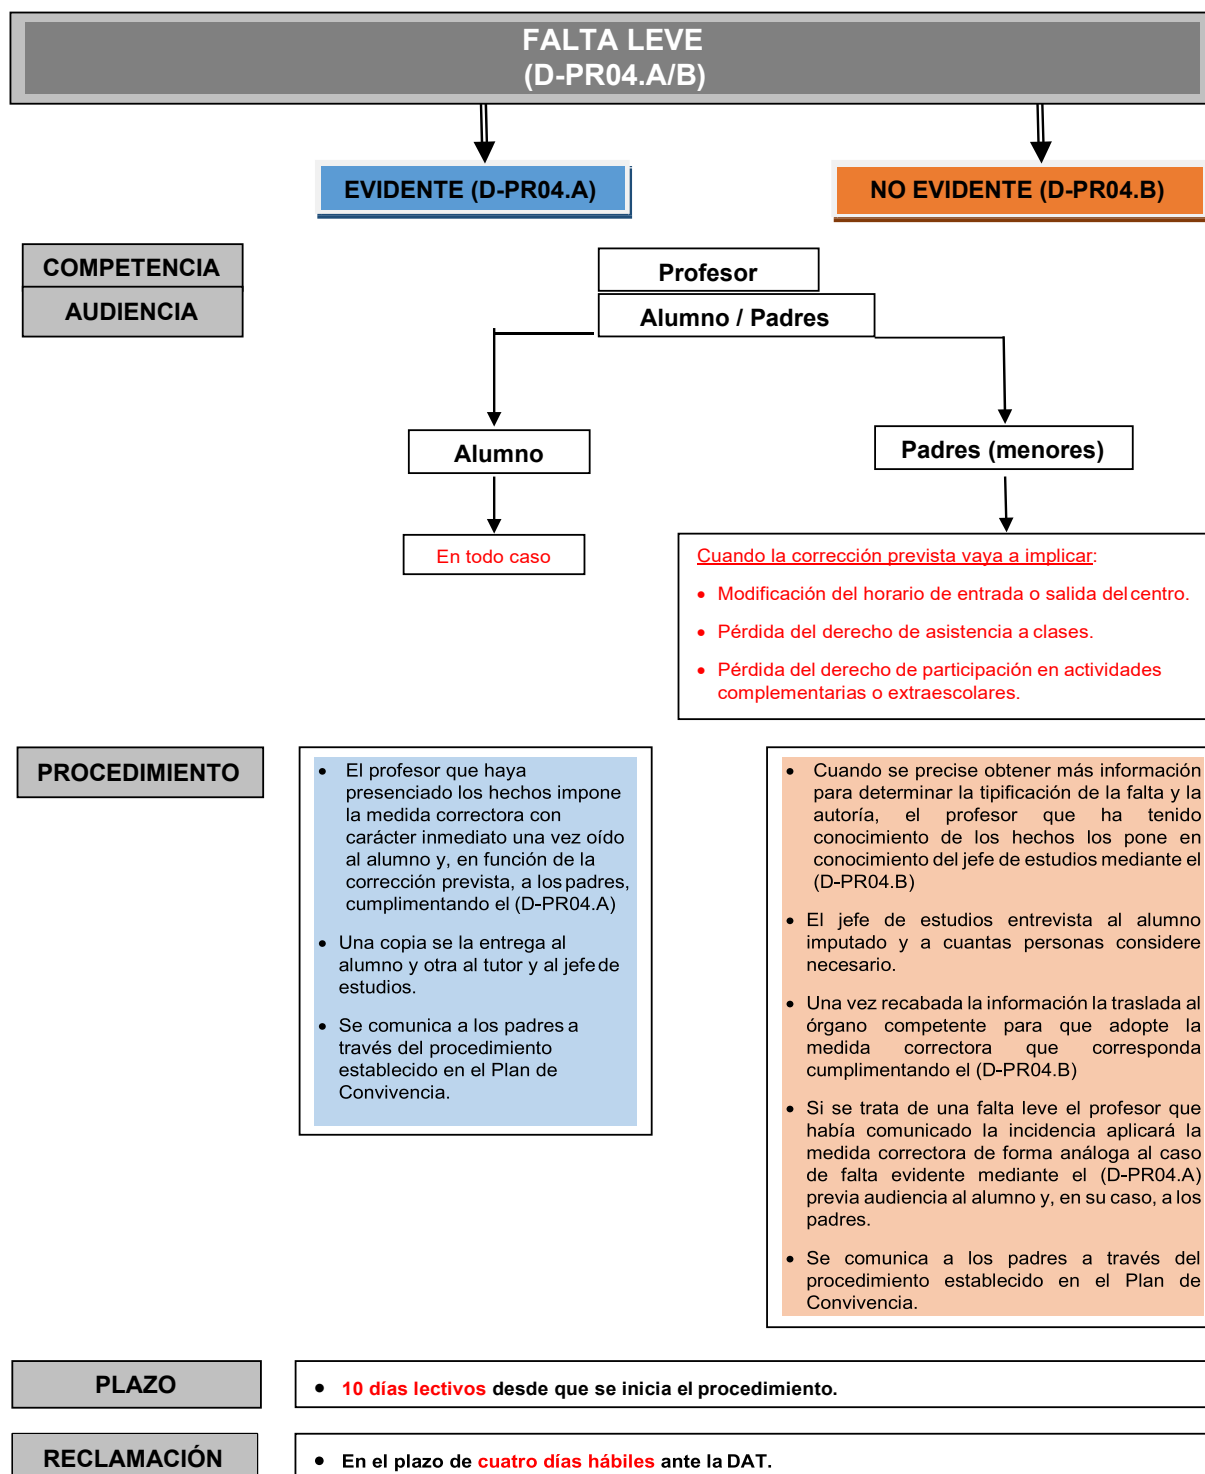 FALTA LEVE
(D-PR04.A/B)
EVIDENTE (D-PR04.A)
NO EVIDENTE (D-PR04.B)
COMPETENCIA
Profesor
AUDIENCIA
Alumno / Padres
Alumno
Padres (menores)
En todo caso
Cuando la corrección prevista vaya a implicar:
• Modificación del horario de entrada o salida del centro.
• Pérdida del derecho de asistencia a clases.
• Pérdida del derecho de participación en actividades
complementarias o extraescolares.
PROCEDIMIENTO
• El profesor que haya
presenciado los hechos impone
la medida correctora con
carácter inmediato una vez oído
al alumno y, en función de la
corrección prevista, a los padres,
cumplimentando el (D-PR04.A)
• Una copia se la entrega al
alumno y otra al tutor y al jefe de
estudios.
• Se comunica a los padres a
través del procedimiento
establecido en el Plan de
Convivencia.
• Cuando se precise obtener más información
para determinar la tipificación de la falta y la
autoría, el profesor que ha tenido
conocimiento de los hechos los pone en
conocimiento del jefe de estudios mediante el
(D-PR04.B)
• El jefe de estudios entrevista al alumno
imputado y a cuantas personas considere
necesario.
• Una vez recabada la información la traslada al
órgano competente para que adopte la
medida correctora que corresponda
cumplimentando el (D-PR04.B)
• Si se trata de una falta leve el profesor que
había comunicado la incidencia aplicará la
medida correctora de forma análoga al caso
de falta evidente mediante el (D-PR04.A)
previa audiencia al alumno y, en su caso, a los
padres.
• Se comunica a los padres a través del
procedimiento establecido en el Plan de
Convivencia.
PLAZO
• 10 días lectivos desde que se inicia el procedimiento.
RECLAMACIÓN
• En el plazo de cuatro días hábiles ante la DAT.